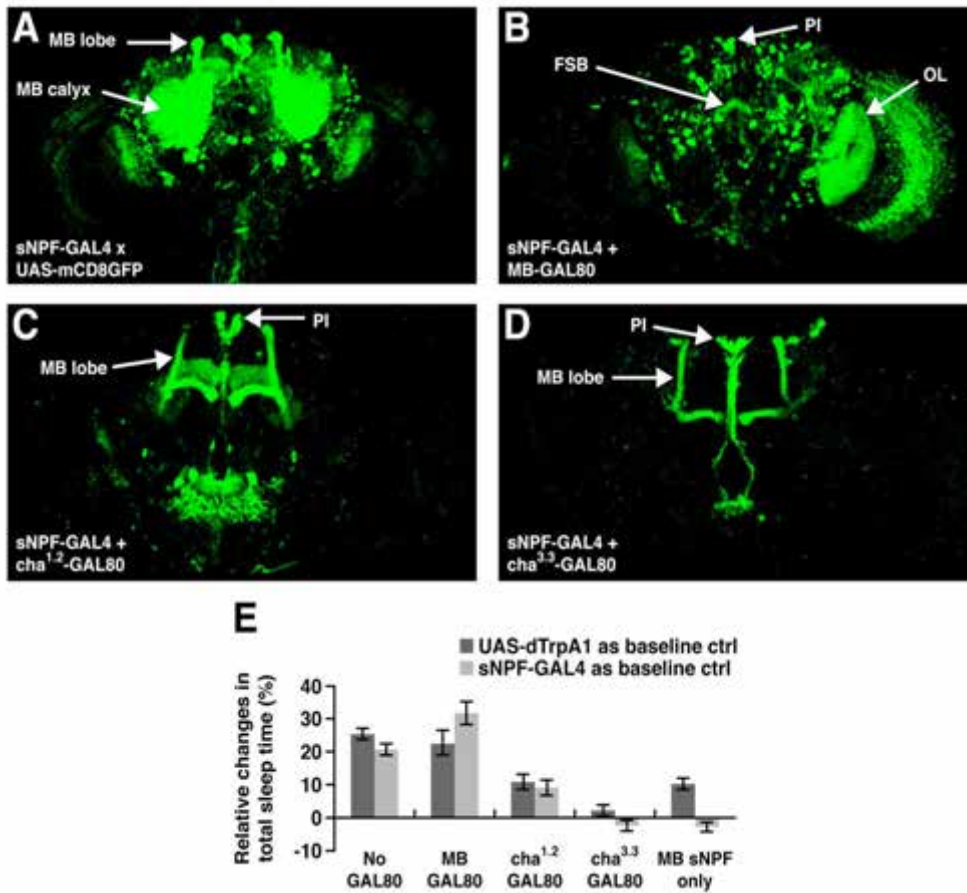 A
MB lobe
MB calyx
sNPF-GAL4 x
UAS-mCD8GFP
B
PI
FSB
OL
sNPF-GAL4 +
MB-GAL80
C
PI
MB lobe
sNPF-GAL4 +
cha1.2-GAL80
D
PI
MB lobe
sNPF-GAL4 +
cha3.3-GAL80
E
UAS-dTrpA1 as baseline ctrl
sNPF-GAL4 as baseline ctrl
Relative changes in
total sleep time (%)
40
30
20
10
0
-10
No
GAL80
MB
GAL80
cha1.2
GAL80
cha3.3
GAL80
MB sNPF
only